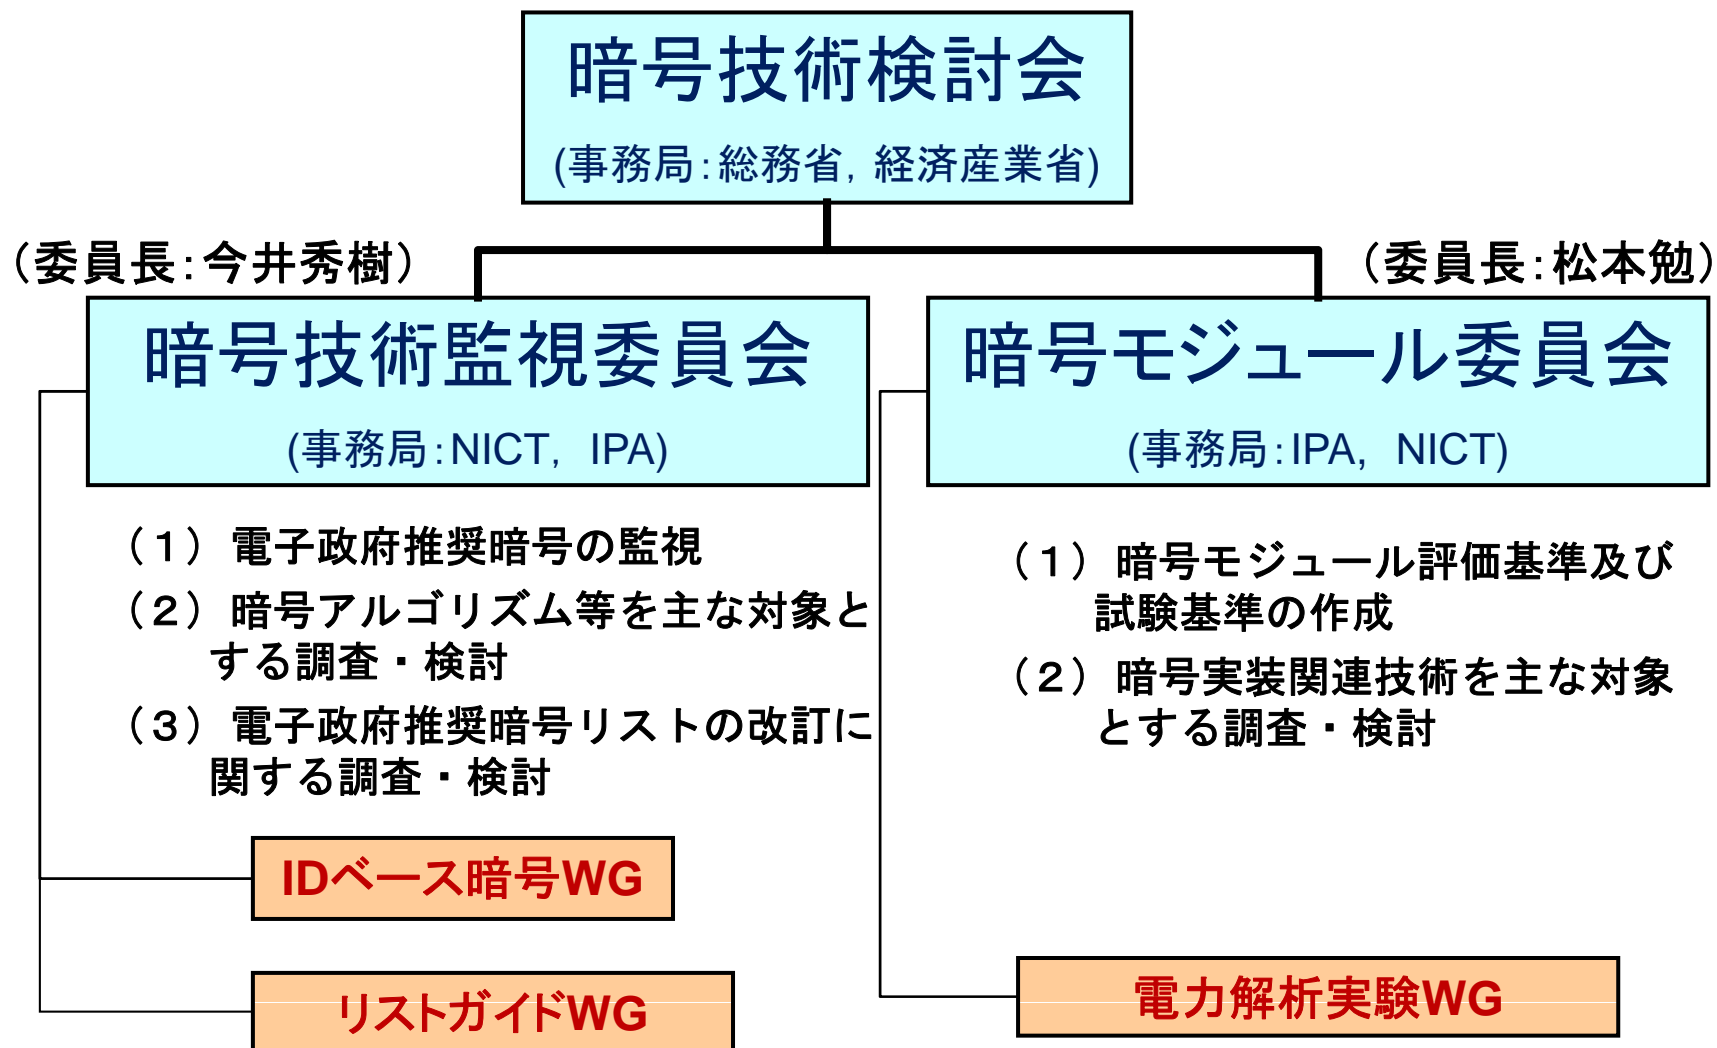 暗号技術検討会
(事務局：総務省，経済産業省)
（委員長：今井秀樹）
（委員長：松本勉）
暗号技術監視委員会
(事務局：NICT， IPA)
（１）電子政府推奨暗号の監視
（２）暗号アルゴリズム等を主な対象と
する調査・検討
（３）電子政府推奨暗号リストの改訂に
関する調査・検討
IDベース暗号WG
リストガイドWG
暗号モジュール委員会
(事務局：IPA， NICT)
（１）暗号モジュール評価基準及び
試験基準の作成
（２）暗号実装関連技術を主な対象
とする調査・検討
電力解析実験WG